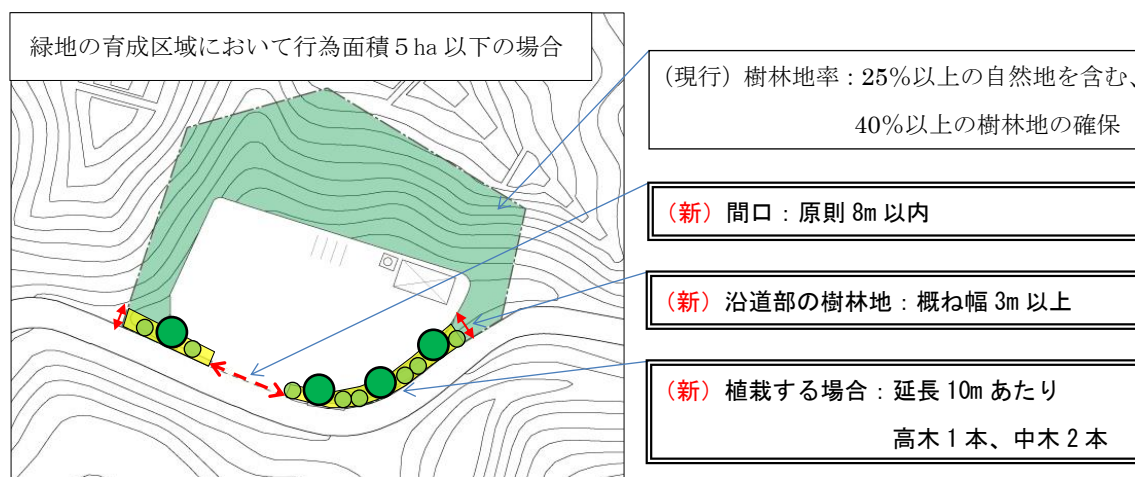 緑地の育成区域において行為面積5ha以下の場合
(現行)樹林地率:25%以上の自然地を含む、
40%以上の樹林地の確保
(新)間口:原則8m以内
(新)沿道部の樹林地:概ね幅3m以上
(新)植栽する場合:延長10mあたり
高木1本、中木2本